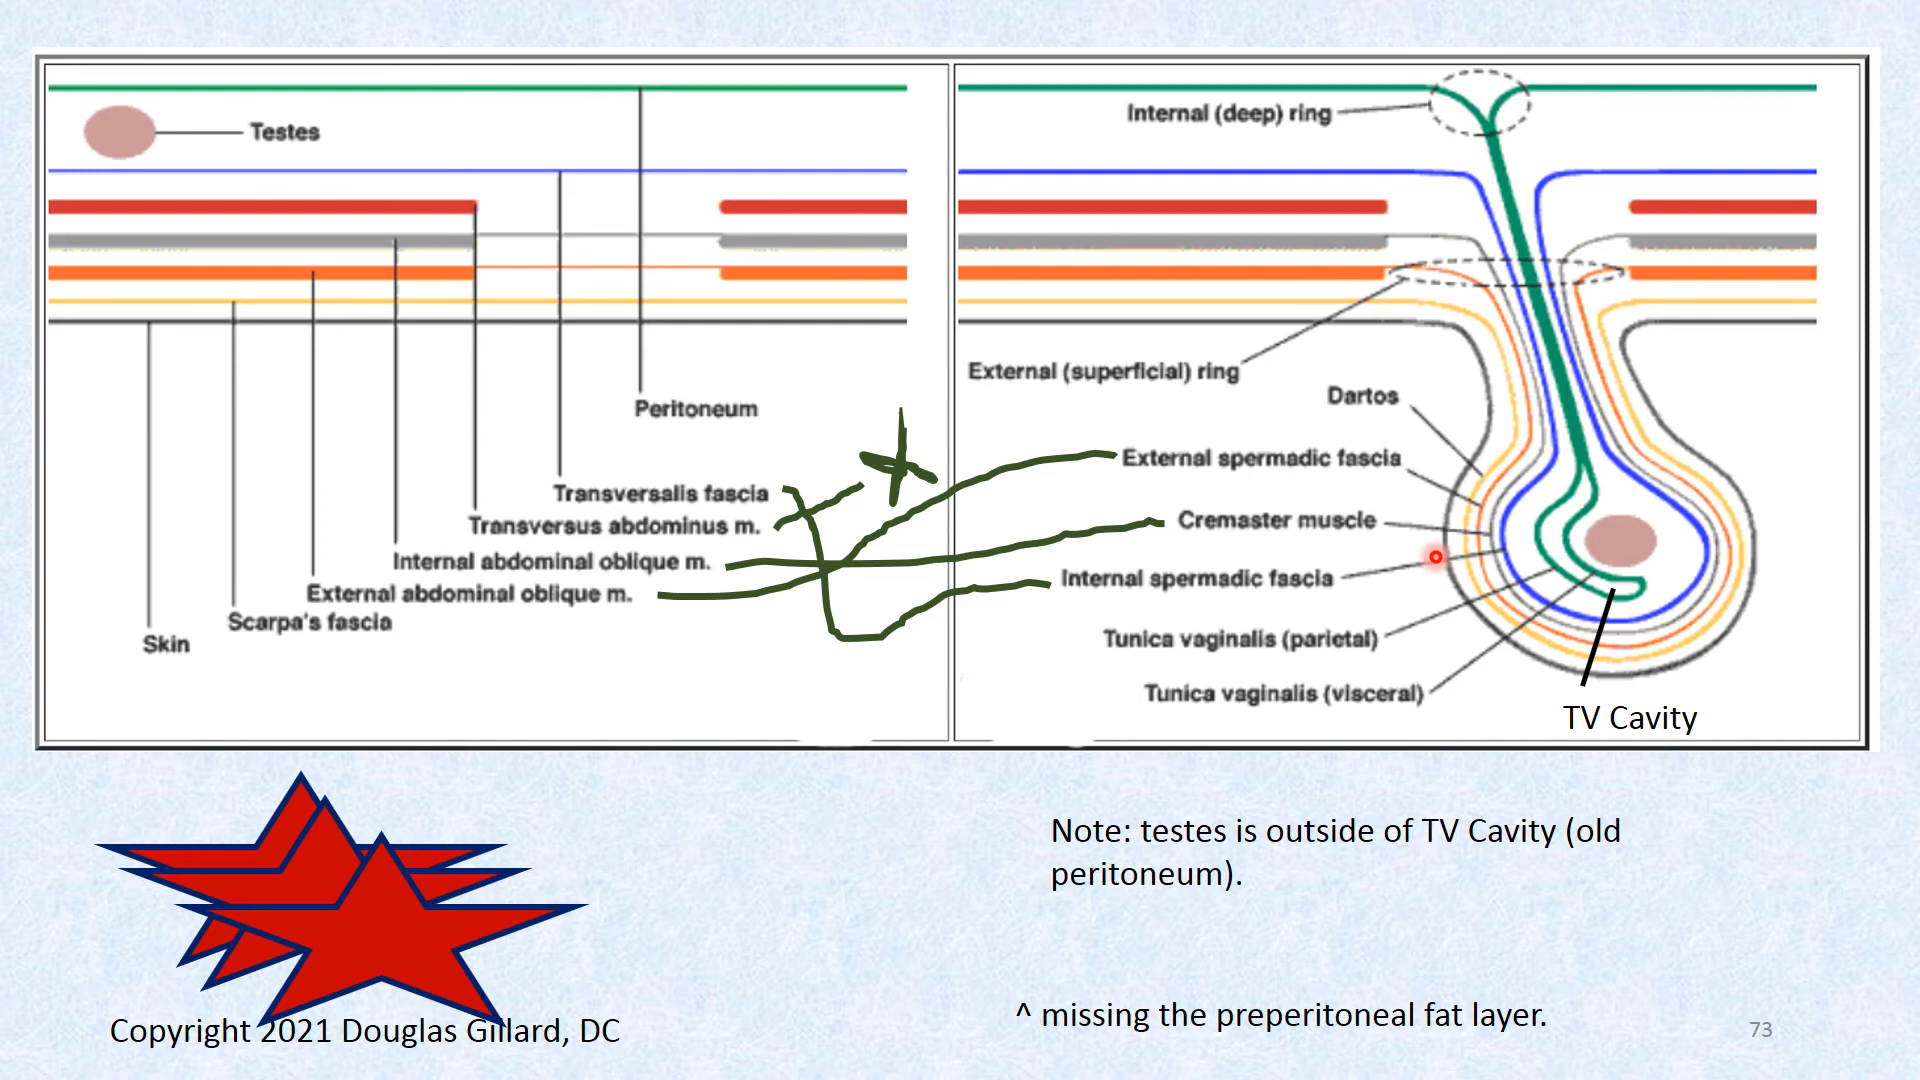 Testes
Peritoneum
Transversalis fascia
Transversus abdominus m.
Internal abdominal oblique m.
External abdominal oblique m.
Scarpa's fascia
Skin
Internal (deep) ring
External (superficial) ring
Dartos
External spermadic fascia
Cremaster muscle
Internal spermadic fascia
Tunica vaginalis (parietal)
Tunica vaginalis (visceral)
TV Cavity
Note: testes is outside of TV Cavity (old
peritoneum).
^ missing the preperitoneal fat layer.
Copyright 2021 Douglas Gillard, DC
73